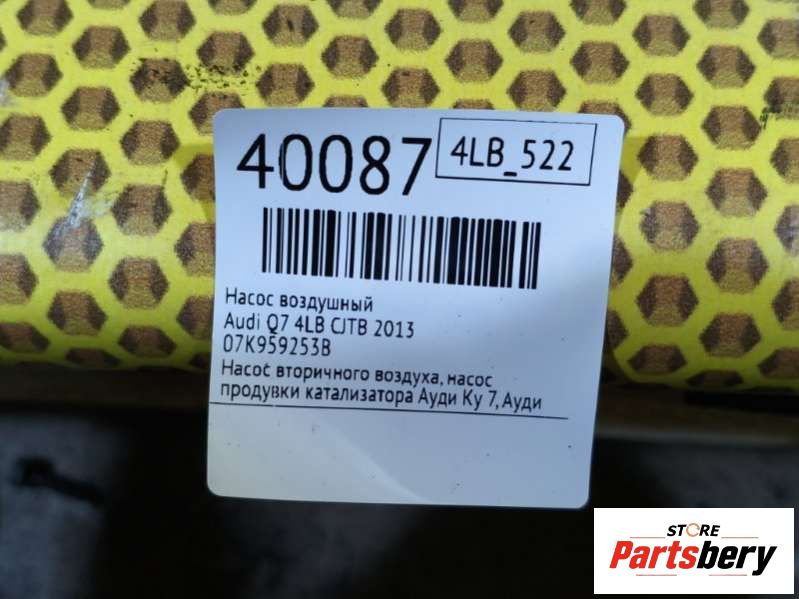 40087
4LB_522
Насос воздушный
Audi Q7 4LB CJTB 2013
07K959253B
Насос вторичного воздуха, насос
продувки катализатора Ауди Ку 7, Ауди
STORE
Partsbery